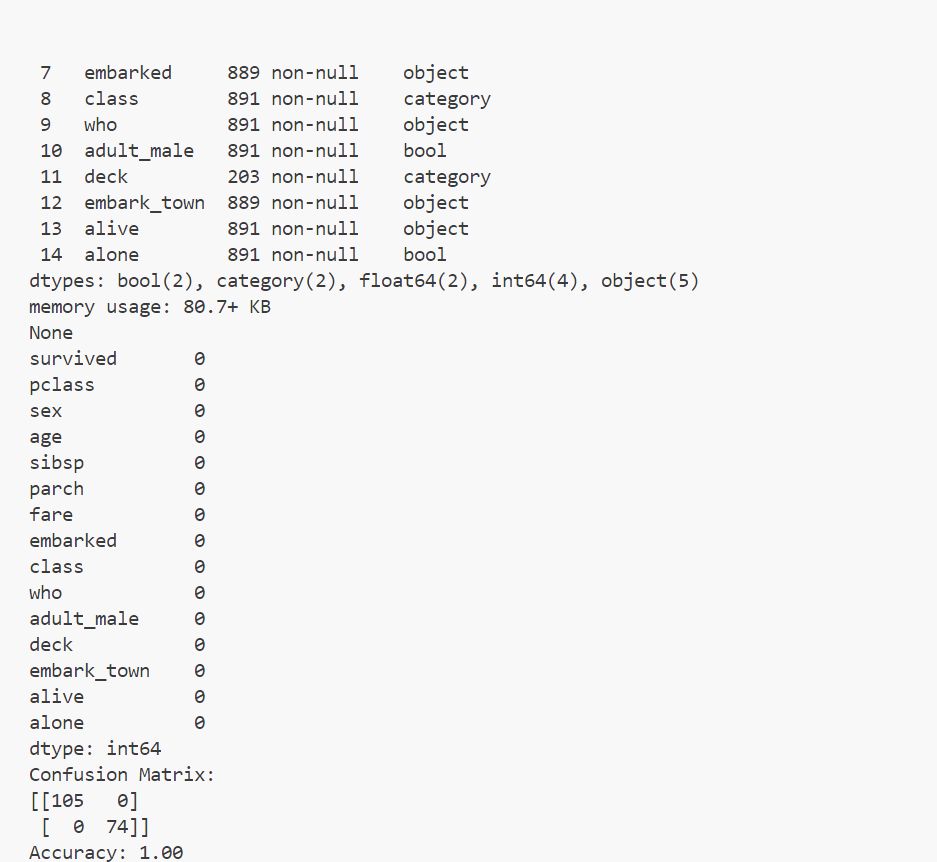 7   embarked     889 non-null    object
8   class        891 non-null    category
9   who          891 non-null    object
10  adult_male   891 non-null    bool
11  deck         203 non-null    category
12  embark_town  889 non-null    object
13  alive        891 non-null    object
14  alone        891 non-null    bool
dtypes: bool(2), category(2), float64(2), int64(4), object(5)
memory usage: 80.7+ KB
None
survived       0
pclass         0
sex            0
age            0
sibsp          0
parch          0
fare           0
embarked       0
class          0
who            0
adult_male     0
deck           0
embark_town    0
alive          0
alone          0
dtype: int64
Confusion Matrix:
[[105   0]
 [  0  74]]
Accuracy: 1.00